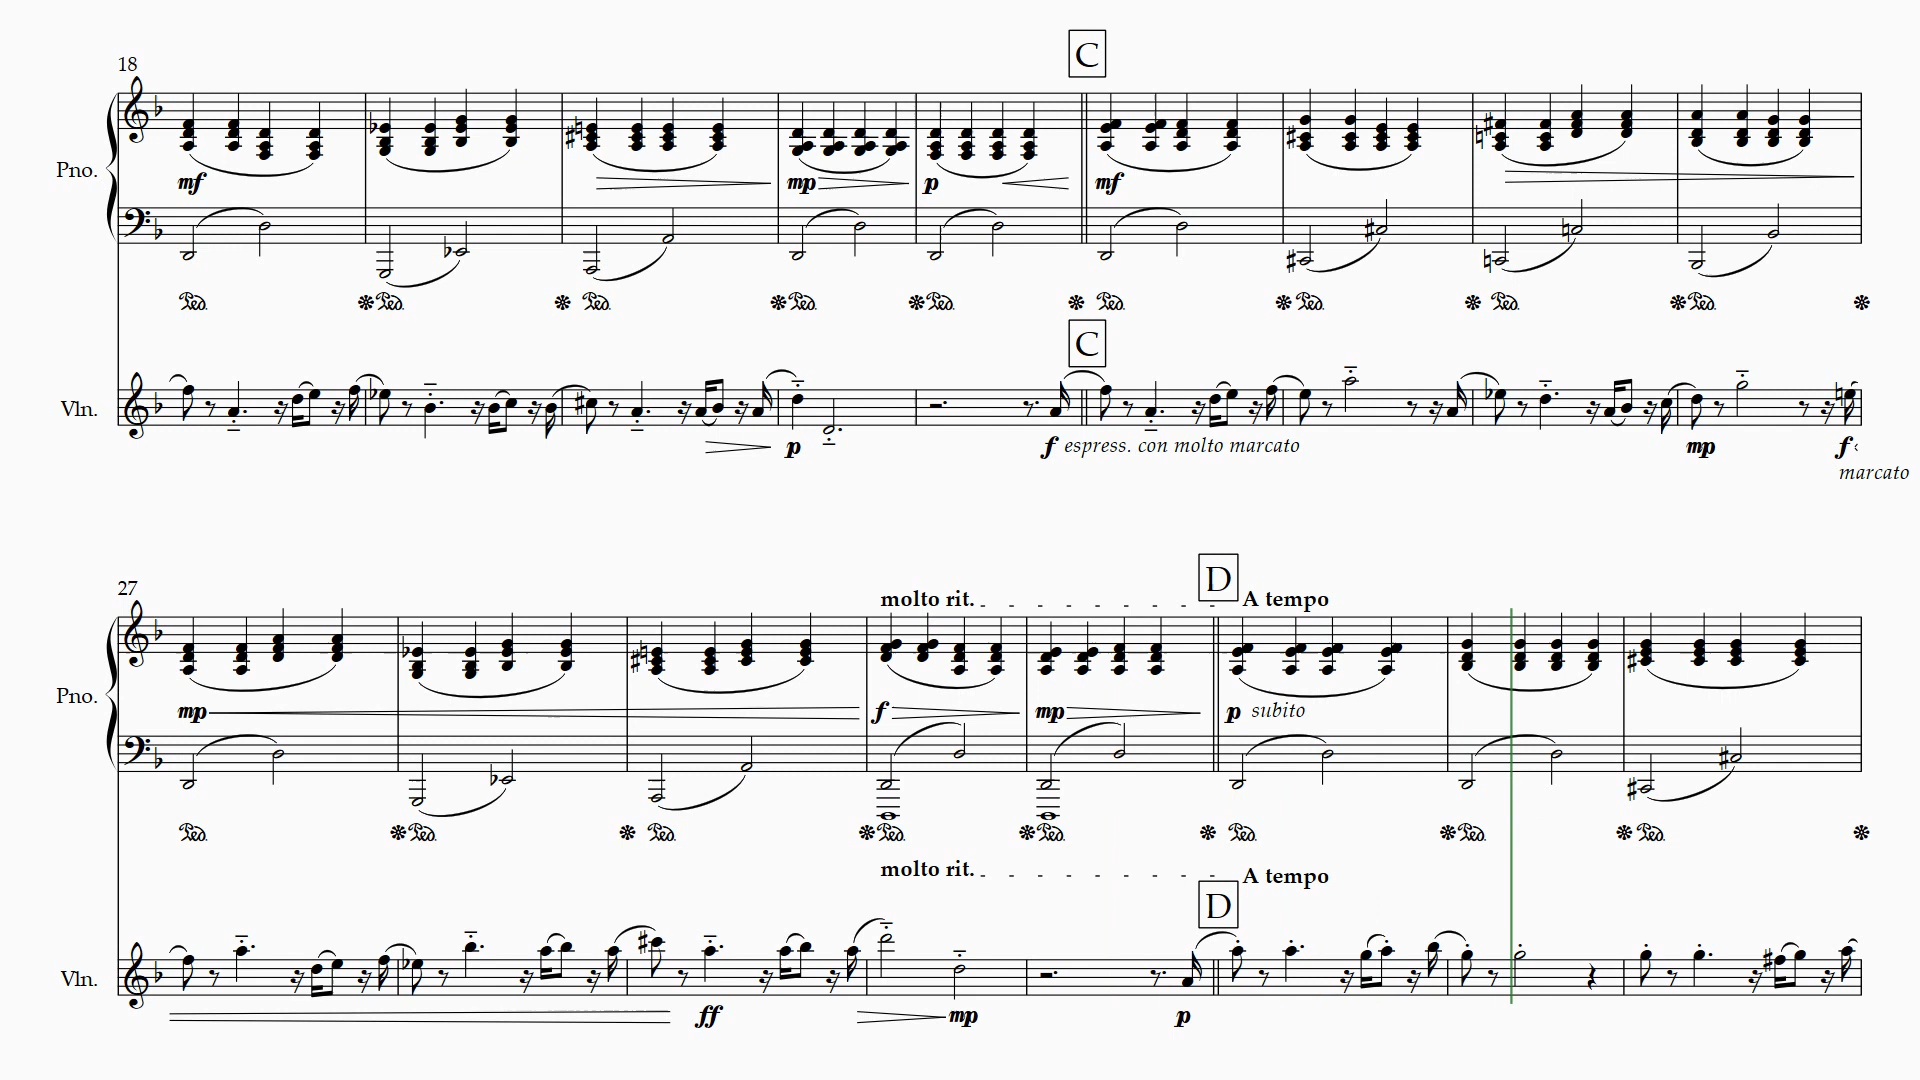 C
18
Pno.
mf mp p mf
C
Vln.
p f espress. con molto marcato mp f
marcato
D
27
molto rit. A tempo
Pno.
mp f mp p subito
molto rit. A tempo
D
Vln.
ff mp p